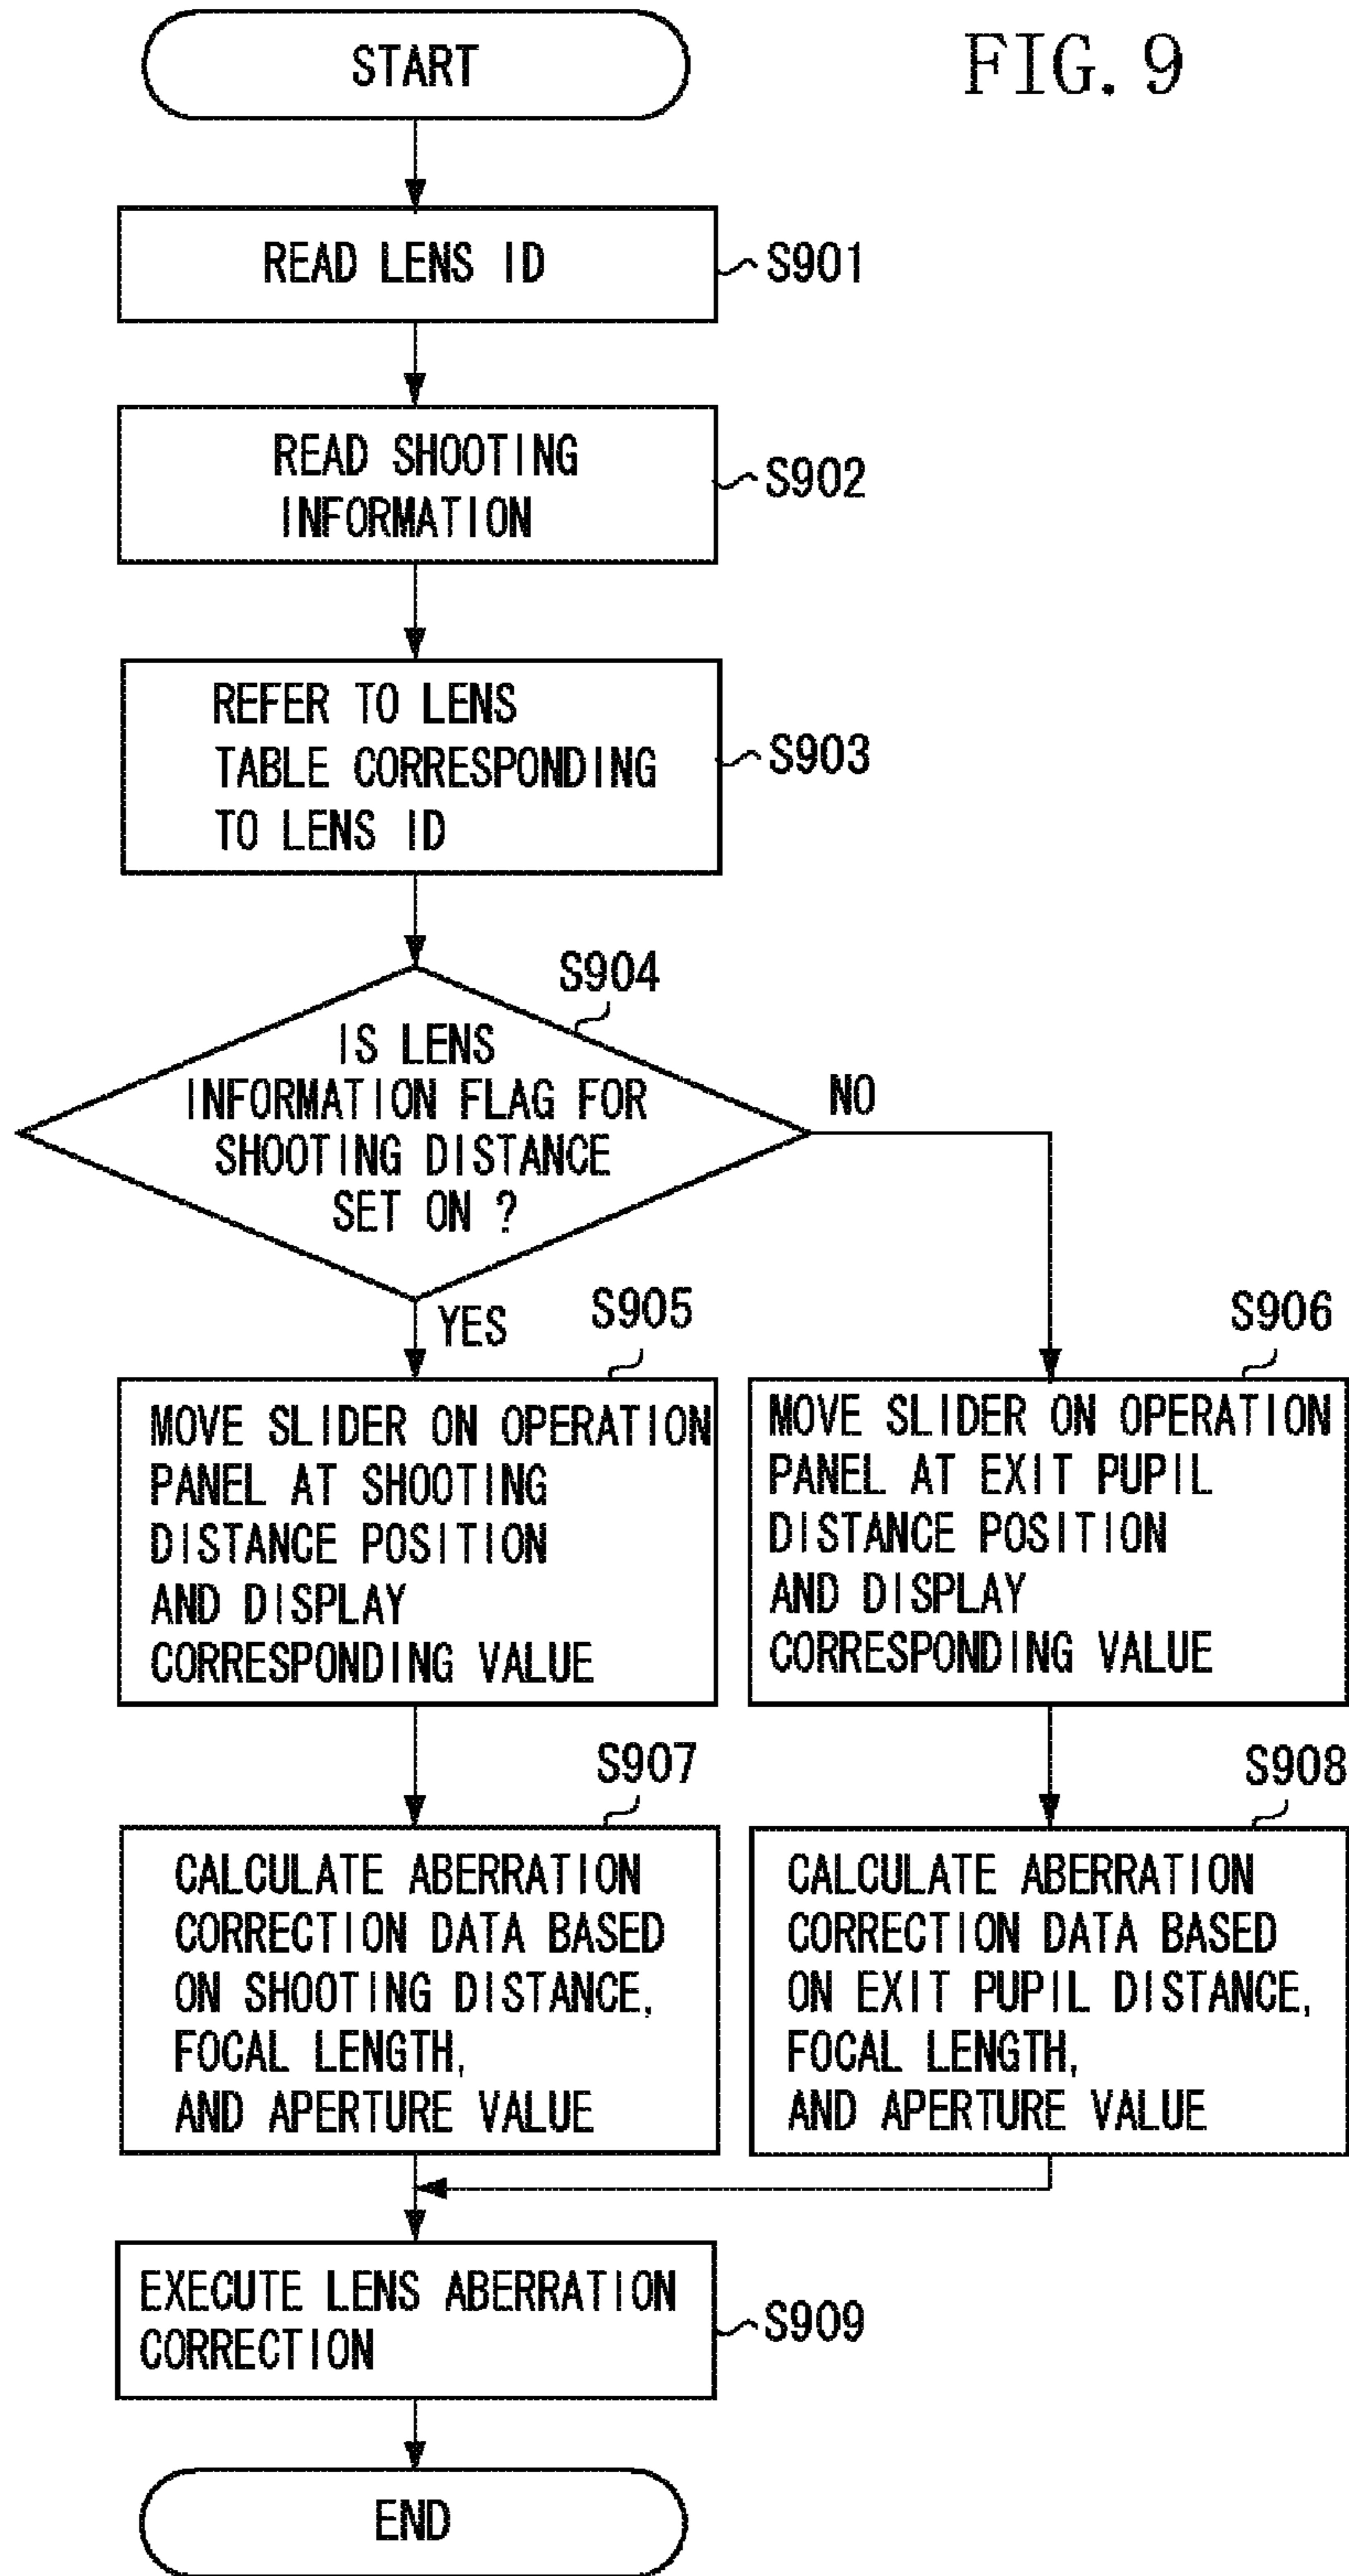 START
FIG. 9
READ LENS ID
S901
READ SHOOTING
INFORMATION
S902
REFER TO LENS
TABLE CORRESPONDING
TO LENS ID
S903
S904
IS LENS
INFORMATION FLAG FOR
SHOOTING DISTANCE
SET ON ?
NO
YES
S905
MOVE SLIDER ON OPERATION
PANEL AT SHOOTING
DISTANCE POSITION
AND DISPLAY
CORRESPONDING VALUE
S906
MOVE SLIDER ON OPERATION
PANEL AT EXIT PUPIL
DISTANCE POSITION
AND DISPLAY
CORRESPONDING VALUE
S907
CALCULATE ABERRATION
CORRECTION DATA BASED
ON SHOOTING DISTANCE,
FOCAL LENGTH,
AND APERTURE VALUE
S908
CALCULATE ABERRATION
CORRECTION DATA BASED
ON EXIT PUPIL DISTANCE,
FOCAL LENGTH,
AND APERTURE VALUE
EXECUTE LENS ABERRATION
CORRECTION
S909
END